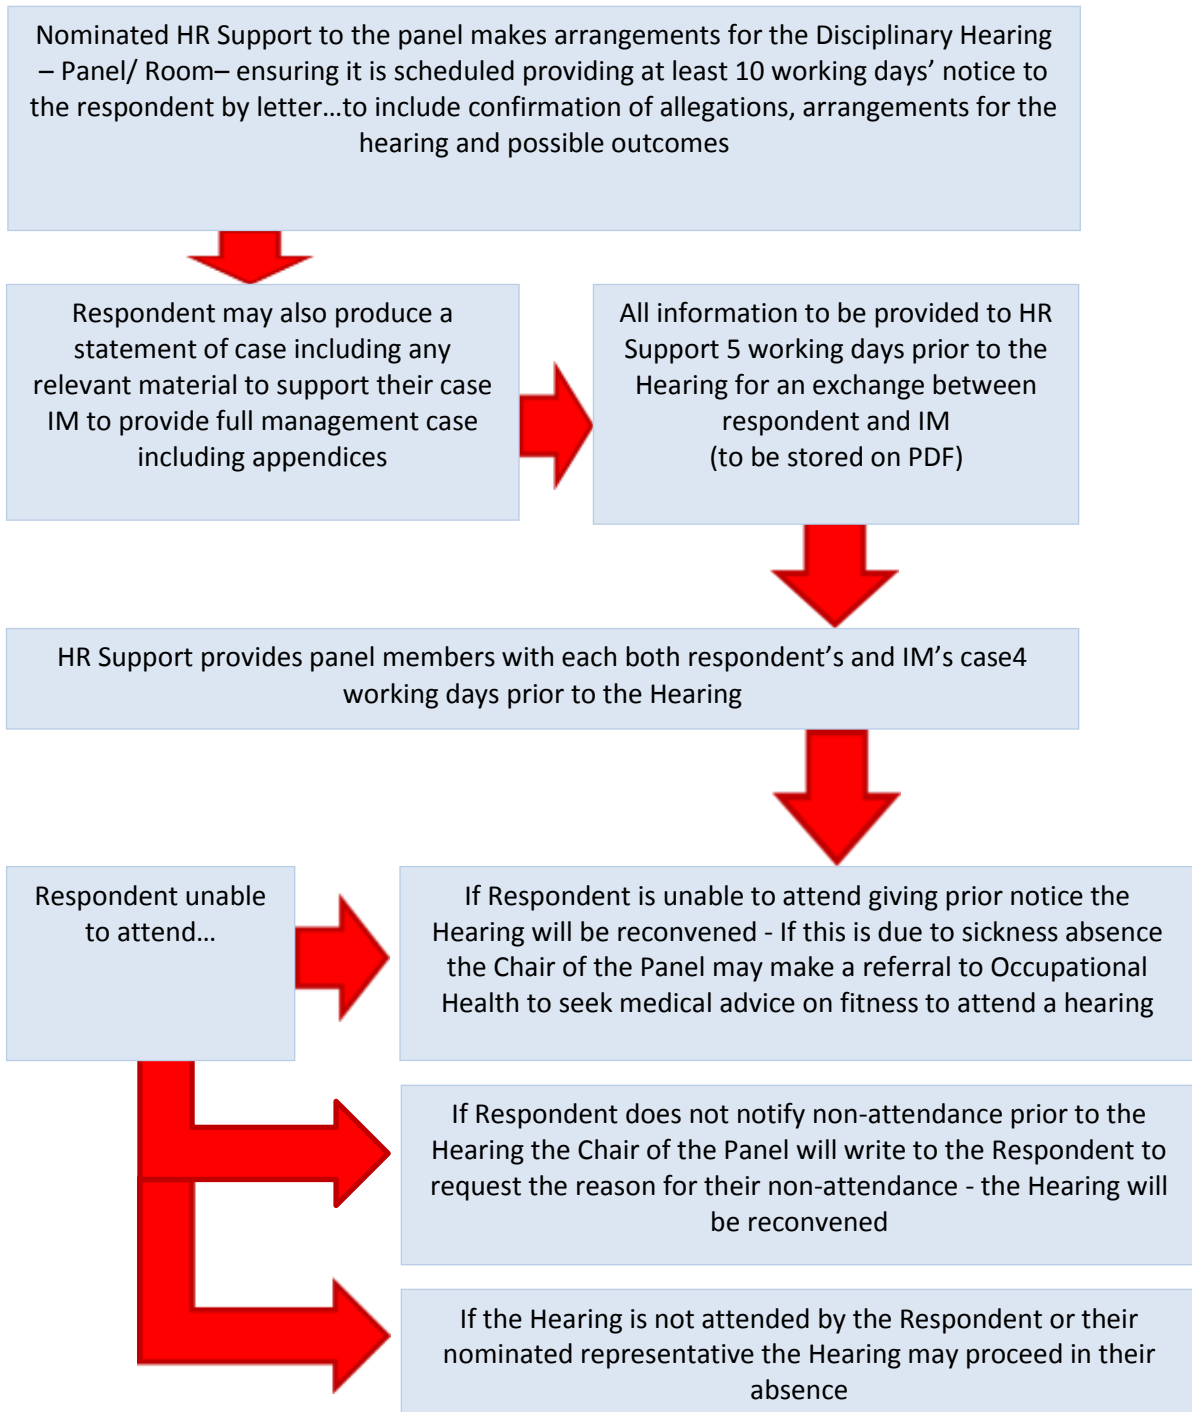 Nominated HR Support to the panel makes arrangements for the Disciplinary Hearing
– Panel/ Room– ensuring it is scheduled providing at least 10 working days’ notice to
the respondent by letter…to include confirmation of allegations, arrangements for the
hearing and possible outcomes
Respondent may also produce a
statement of case including any
relevant material to support their case
IM to provide full management case
including appendices
All information to be provided to HR
Support 5 working days prior to the
Hearing for an exchange between
respondent and IM
(to be stored on PDF)
HR Support provides panel members with each both respondent’s and IM’s case4
working days prior to the Hearing
Respondent unable
to attend…
If Respondent is unable to attend giving prior notice the
Hearing will be reconvened - If this is due to sickness absence
the Chair of the Panel may make a referral to Occupational
Health to seek medical advice on fitness to attend a hearing
If Respondent does not notify non-attendance prior to the
Hearing the Chair of the Panel will write to the Respondent to
request the reason for their non-attendance - the Hearing will
be reconvened
If the Hearing is not attended by the Respondent or their
nominated representative the Hearing may proceed in their
absence